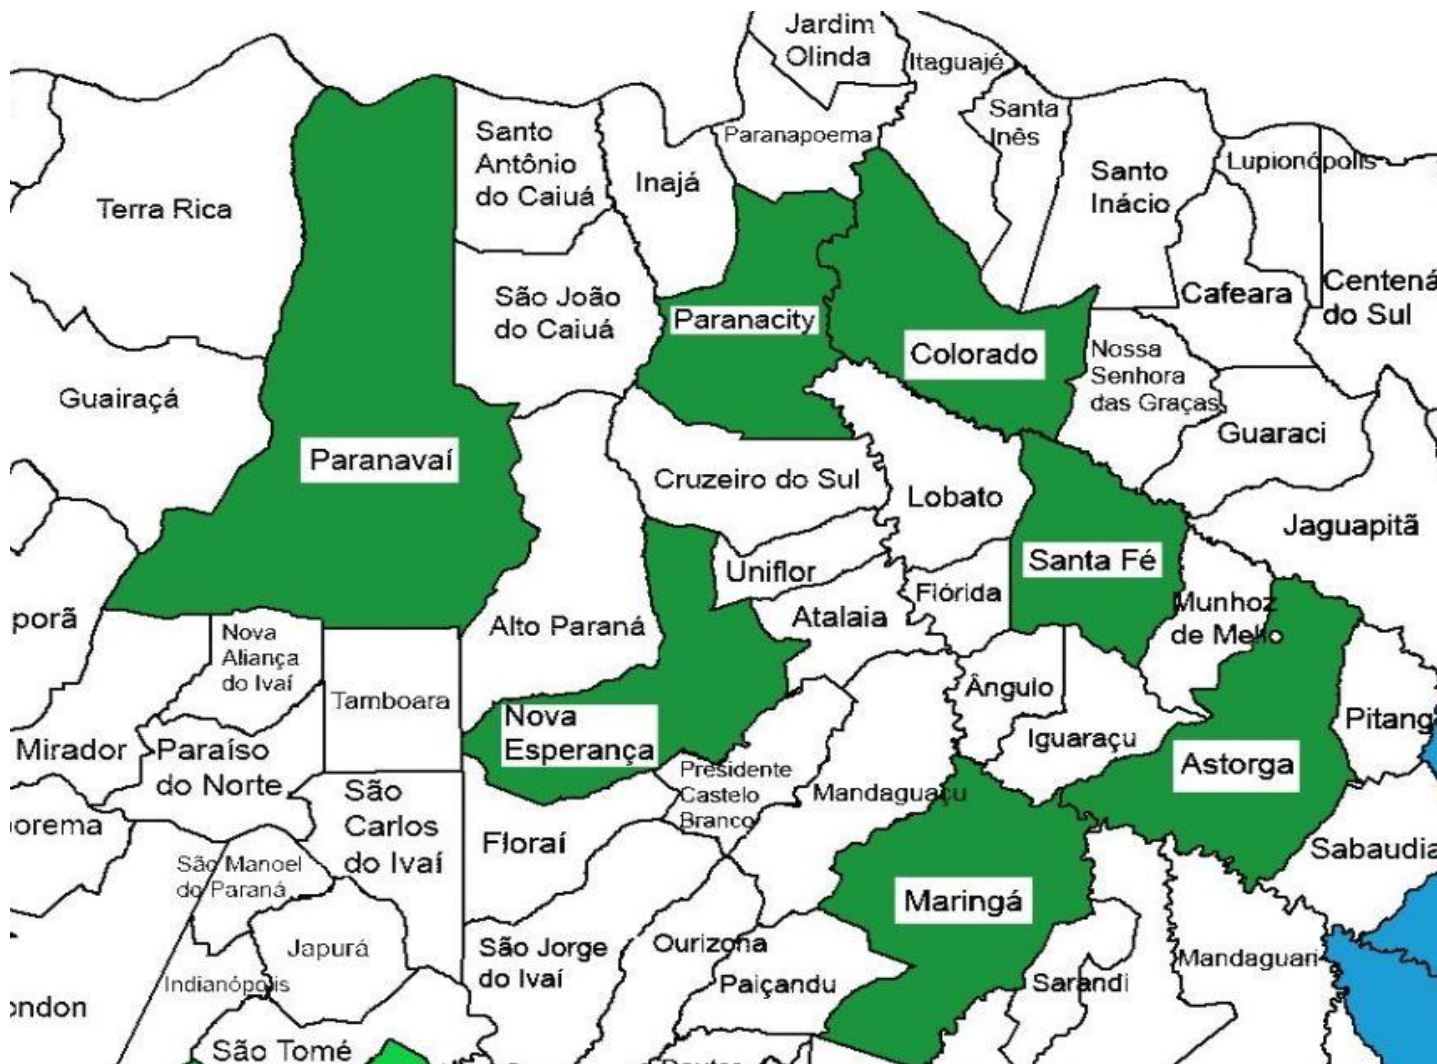 Jardim
Olinda
Itaguajé
Santo
Antônio
do Caiuá
Paranapoema
Santa
Inês
Lupionópolis
Terra Rica
Inajá
Santo
Inácio
São João
do Caiuá
Paranacity
Cafeara
Centená
do Sul
Colorado
Nossa
Senhora
das Graças
Guairaçá
Guaraci
Paranavaí
Cruzeiro do Sul
Lobato
Jaguapitã
Santa Fé
Uniflor
Flórida
porã
Nova
Aliança
do Ivaí
Alto Paraná
Atalaia
Munhoz
de Mello
Tamboara
Ângulo
Mirador
Paraíso
do Norte
Nova
Esperança
Iguaraçu
Pitang
Astorga
Presidente
Castelo
Branco
Mandaguaçu
São
Carlos
do Ivaí
orema
Floraí
Sabaudia
São Manoel
do Paraná
Maringá
Japurá
São Jorge
do Ivaí
Ourizona
Paiçandu
Sarandi
Mandaguari
Indianópolis
ondon
São Tomé